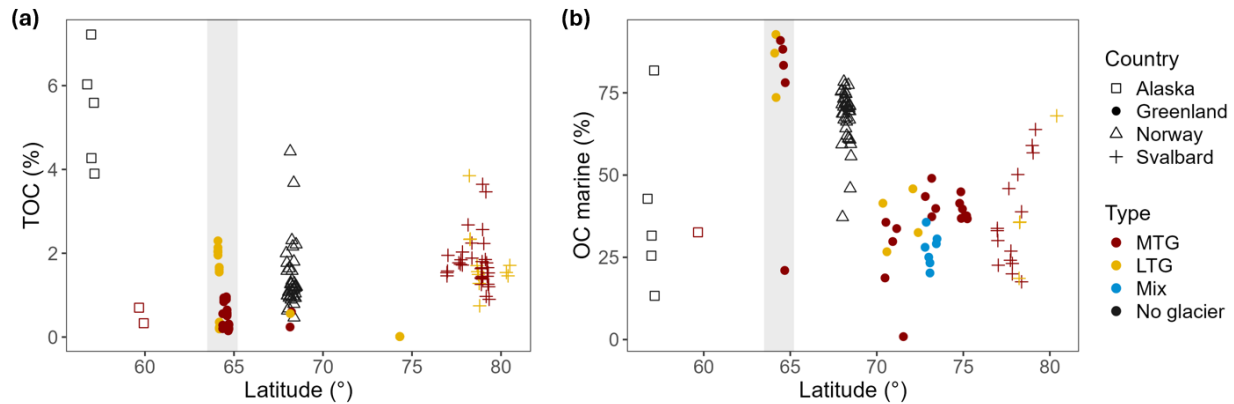 (a)
TOC (%)
6
4
2
0
60
65
70
75
80
Latitude (°)
(b)
OC marine (%)
75
50
25
0
60
65
70
75
80
Latitude (°)
Country
Alaska
Greenland
Norway
Svalbard
Type
MTG
LTG
Mix
No glacier